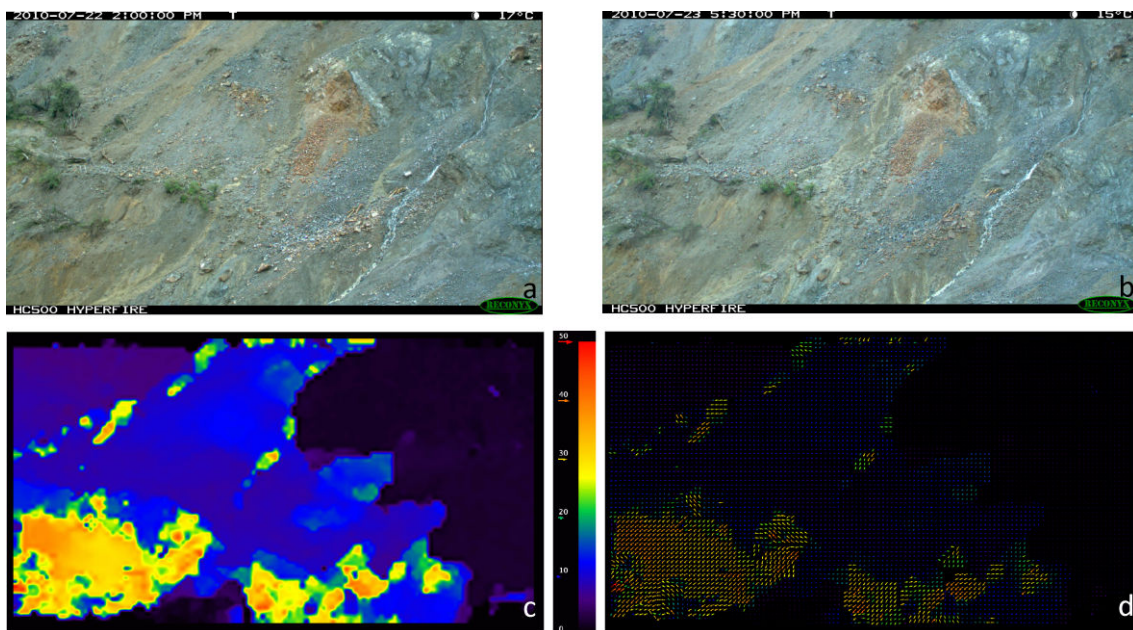 2010-07-22 2:00:00 PM T 17°C
a
HC500 HYPERFIRE RECONYX
2010-07-23 5:30:00 PM T 15°C
b
HC500 HYPERFIRE RECONYX
c
50
40
30
20
10
0
d